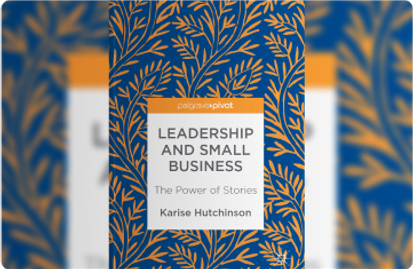 palgrave pivot
LEADERSHIP
AND SMALL
BUSINESS
The Power of Stories
Karise Hutchinson